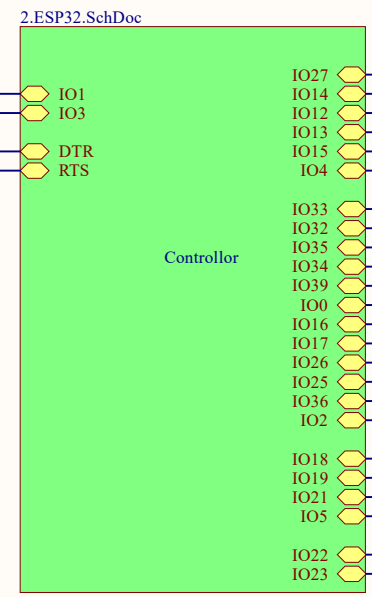 2.ESP32.SchDoc
IO1
IO3
DTR
RTS
Controllor
IO27
IO14
IO12
IO13
IO15
IO4
IO33
IO32
IO35
IO34
IO39
IO0
IO16
IO17
IO26
IO25
IO36
IO2
IO18
IO19
IO21
IO5
IO22
IO23